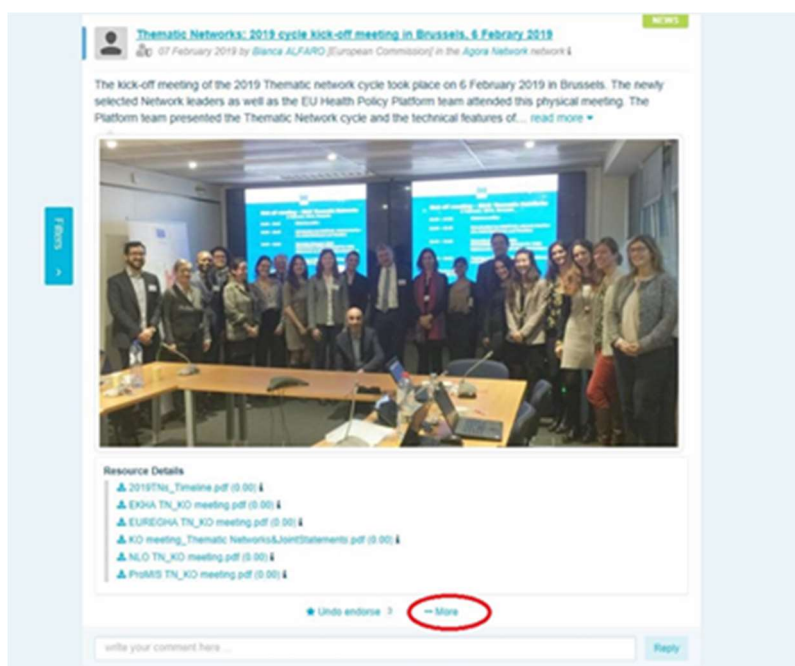 NEWS
Thematic Networks: 2019 cycle kick-off meeting in Brussels, 6 Febrary 2019
07 February 2019 by Bianca ALFARO [European Commission] in the Agora Network network
The kick-off meeting of the 2019 Thematic network cycle took place on 6 February 2019 in Brussels. The newly
selected Network leaders as well as the EU Health Policy Platform team attended this physical meeting. The
Platform team presented the Thematic Network cycle and the technical features of... read more
Filters
Resource Details
2019TNs_Timeline.pdf (0.00)
EKHA TN_KO meeting.pdf (0.00)
EUREGHA TN_KO meeting.pdf (0.00)
KO meeting_Thematic Networks&JointStatements.pdf (0.00)
NLO TN_KO meeting.pdf (0.00)
ProMIS TN_KO meeting.pdf (0.00)
Undo endorse 3
More
write your comment here ...
Reply